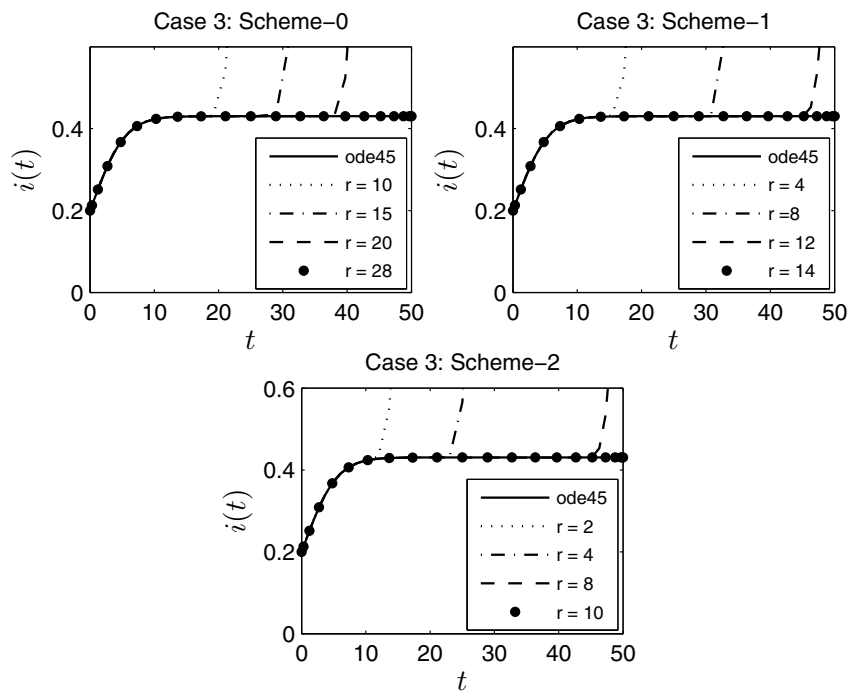 Case 3: Scheme−0
i(t)
0.4
0.2
0
0 10 20 30 40 50
t
ode45
r = 10
r = 15
r = 20
r = 28
Case 3: Scheme−1
i(t)
0.4
0.2
0
0 10 20 30 40 50
t
ode45
r = 4
r =8
r = 12
r = 14
Case 3: Scheme−2
i(t)
0.6
0.4
0.2
0
0 10 20 30 40 50
t
ode45
r = 2
r = 4
r = 8
r = 10